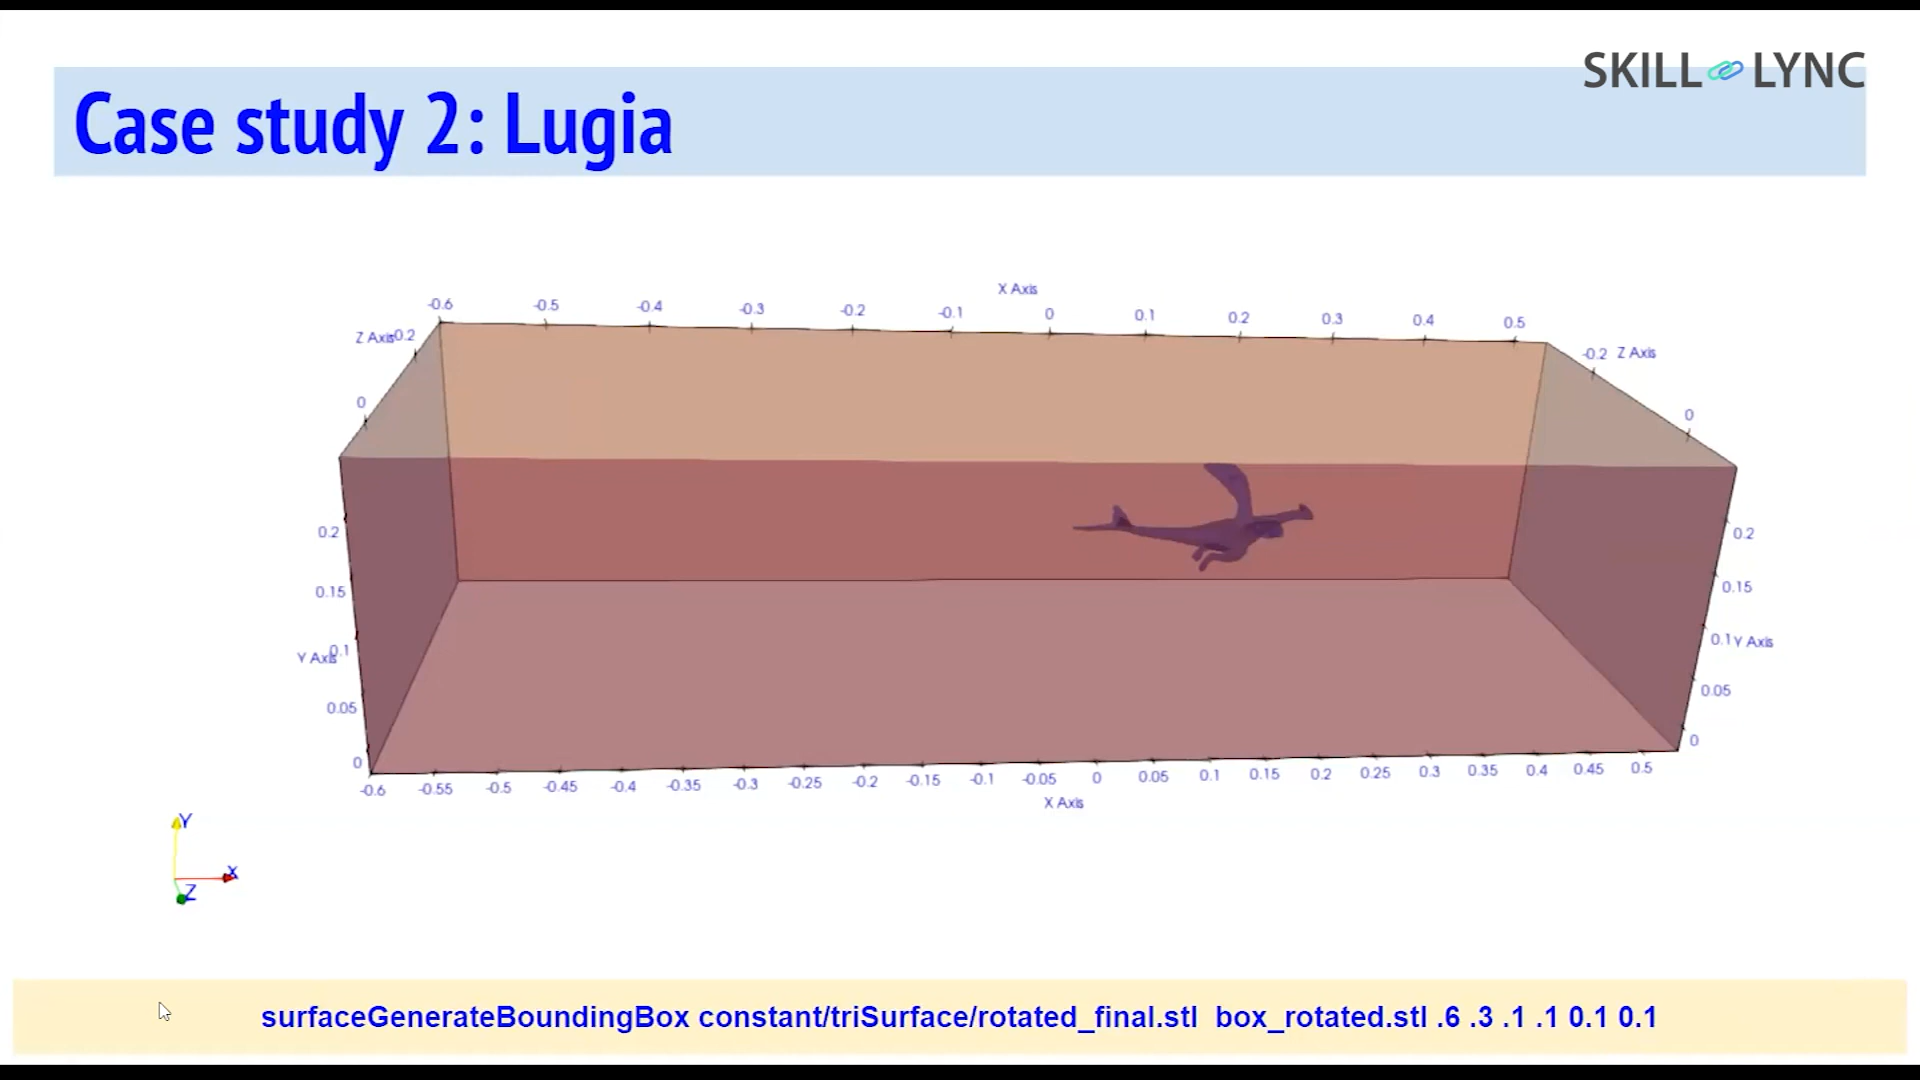 SKILL LYNC
Case study 2: Lugia
X Axis
-0.6 -0.5 -0.4 -0.3 -0.2 -0.1 0 0.1 0.2 0.3 0.4 0.5
Z Axis 0.2
-0.2 Z Axis
0
0
0.2
0.2
0.15
0.15
Y Axis 0.1
0.1 Y Axis
0.05
0.05
0
0
-0.6 -0.55 -0.5 -0.45 -0.4 -0.35 -0.3 -0.25 -0.2 -0.15 -0.1 -0.05 0 0.05 0.1 0.15 0.2 0.25 0.3 0.35 0.4 0.45 0.5
X Axis
Y
X
Z
surfaceGenerateBoundingBox constant/triSurface/rotated_final.stl box_rotated.stl .6 .3 .1 .1 0.1 0.1